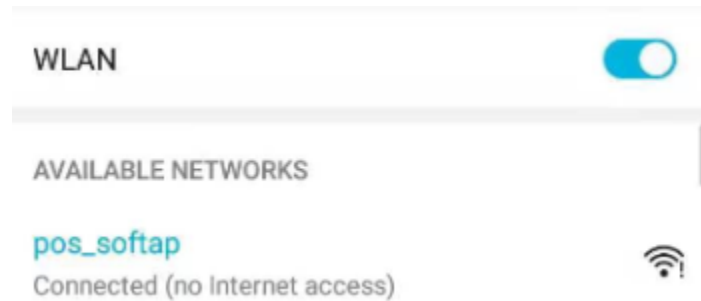 WLAN
AVAILABLE NETWORKS
pos_softap
Connected (no Internet access)